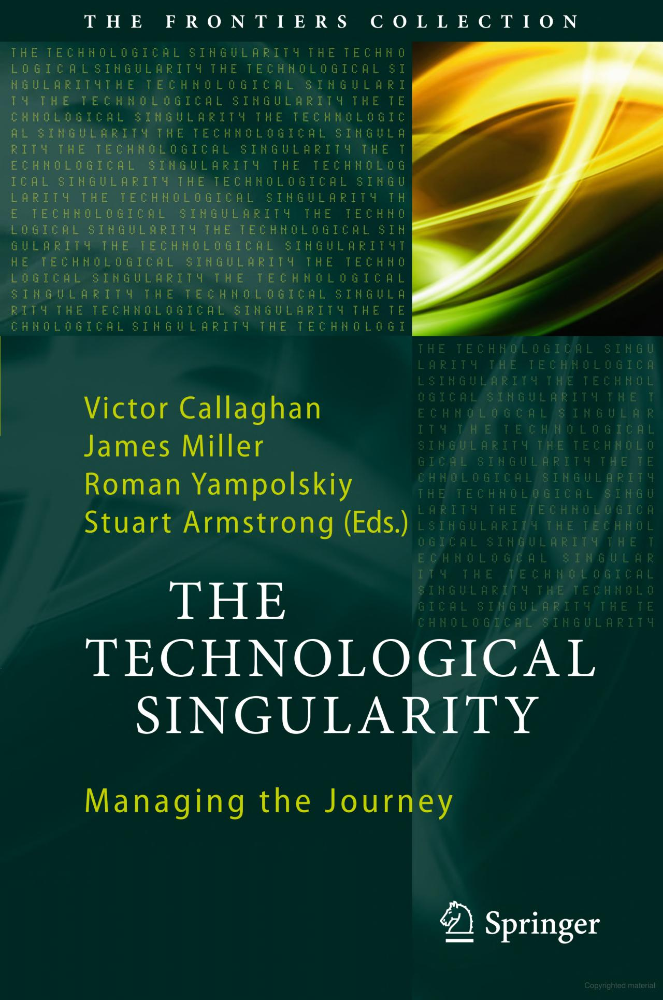 THE FRONTIERS COLLECTION
THE TECHNOLOGICAL SINGULARITY THE TECHNO
LOGICAL SINGULARITY THE TECHNOLOGICAL SI
NGULARITYTHE TECHNOLOGICAL SINGULARI
TY THE TECHNOLOGICAL SINGULARITY THE TE
CHNOLOGICAL SINGULARITY THE TECHNOLOGIC
AL SINGULARITY THE TECHNOLOGICAL SINGULA
RITY THE TECHNOLOGICAL SINGULARITY THE T
ECHNOLOGICAL SINGULARITY THE TECHNOLOG
ICAL SINGULARITY THE TECHNOLOGICAL SINGU
LARITY THE TECHNOLOGICAL SINGULARITY TH
E TECHNOLOGICAL SINGULARITY THE TECHNO
LOGICAL SINGULARITY THE TECHNOLOGICAL SIN
GULARITY THE TECHNOLOGICAL SINGULARITYT
HE TECHNOLOGICAL SINGULARITY THE TECHNO
LOGICAL SINGULARITY THE TECHNOLOGICAL
SINGULARITY THE TECHNOLOGICAL SINGULA
RITY THE TECHNOLOGICAL SINGULARITY THE TE
CHNOLOGICAL SINGULARITY THE TECHNOLOGI
THE TECHNOLOGICAL SINGU
LARITY THE TECHNOLOGICA
LSINGULARITY THE TECHNOL
OGICAL SINGULARITY THE T
ECHNOLOGCAL SINGULAR
ITY THE TECHNOLOGICAL
SINGULARITY THE TECHNOLO
GICAL SINGULARITY THE TE
CHNOLOGICAL SINGULARITY
THE TECHNOLOGICAL SINGU
LARITY THE TECHNOLOGICA
LSINGULARITY THE TECHNOL
OGICAL SINGULARITY THE T
ECHNOLOGCAL SINGULAR
ITY THE TECHNOLOGICAL
SINGULARITY THE TECHNOLO
GICAL SINGULARITY THE TE
CHNOLOGICAL SINGULARITY
Victor Callaghan
James Miller
Roman Yampolskiy
Stuart Armstrong (Eds.)
THE
TECHNOLOGICAL
SINGULARITY
Managing the Journey
Springer
Copyrighted material